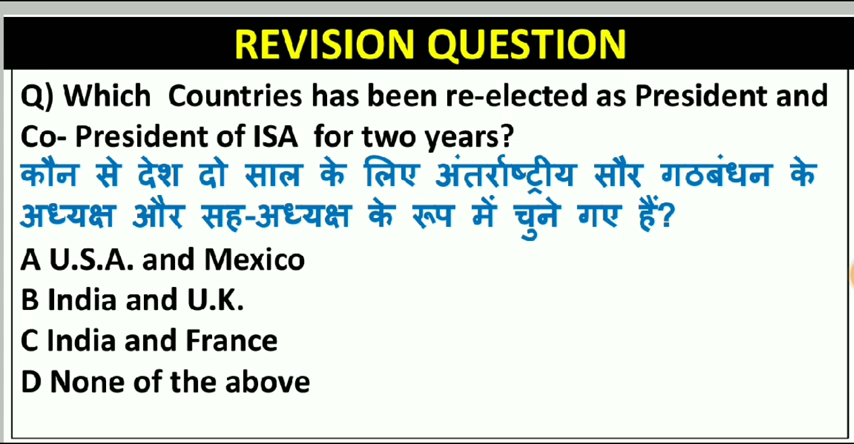 REVISION QUESTION
Q) Which Countries has been re-elected as President and
Co- President of ISA for two years?
कौन से देश दो साल के लिए अंतर्राष्ट्रीय सौर गठबंधन के
अध्यक्ष और सह-अध्यक्ष के रूप में चुने गए हैं?
A U.S.A. and Mexico
B India and U.K.
C India and France
D None of the above